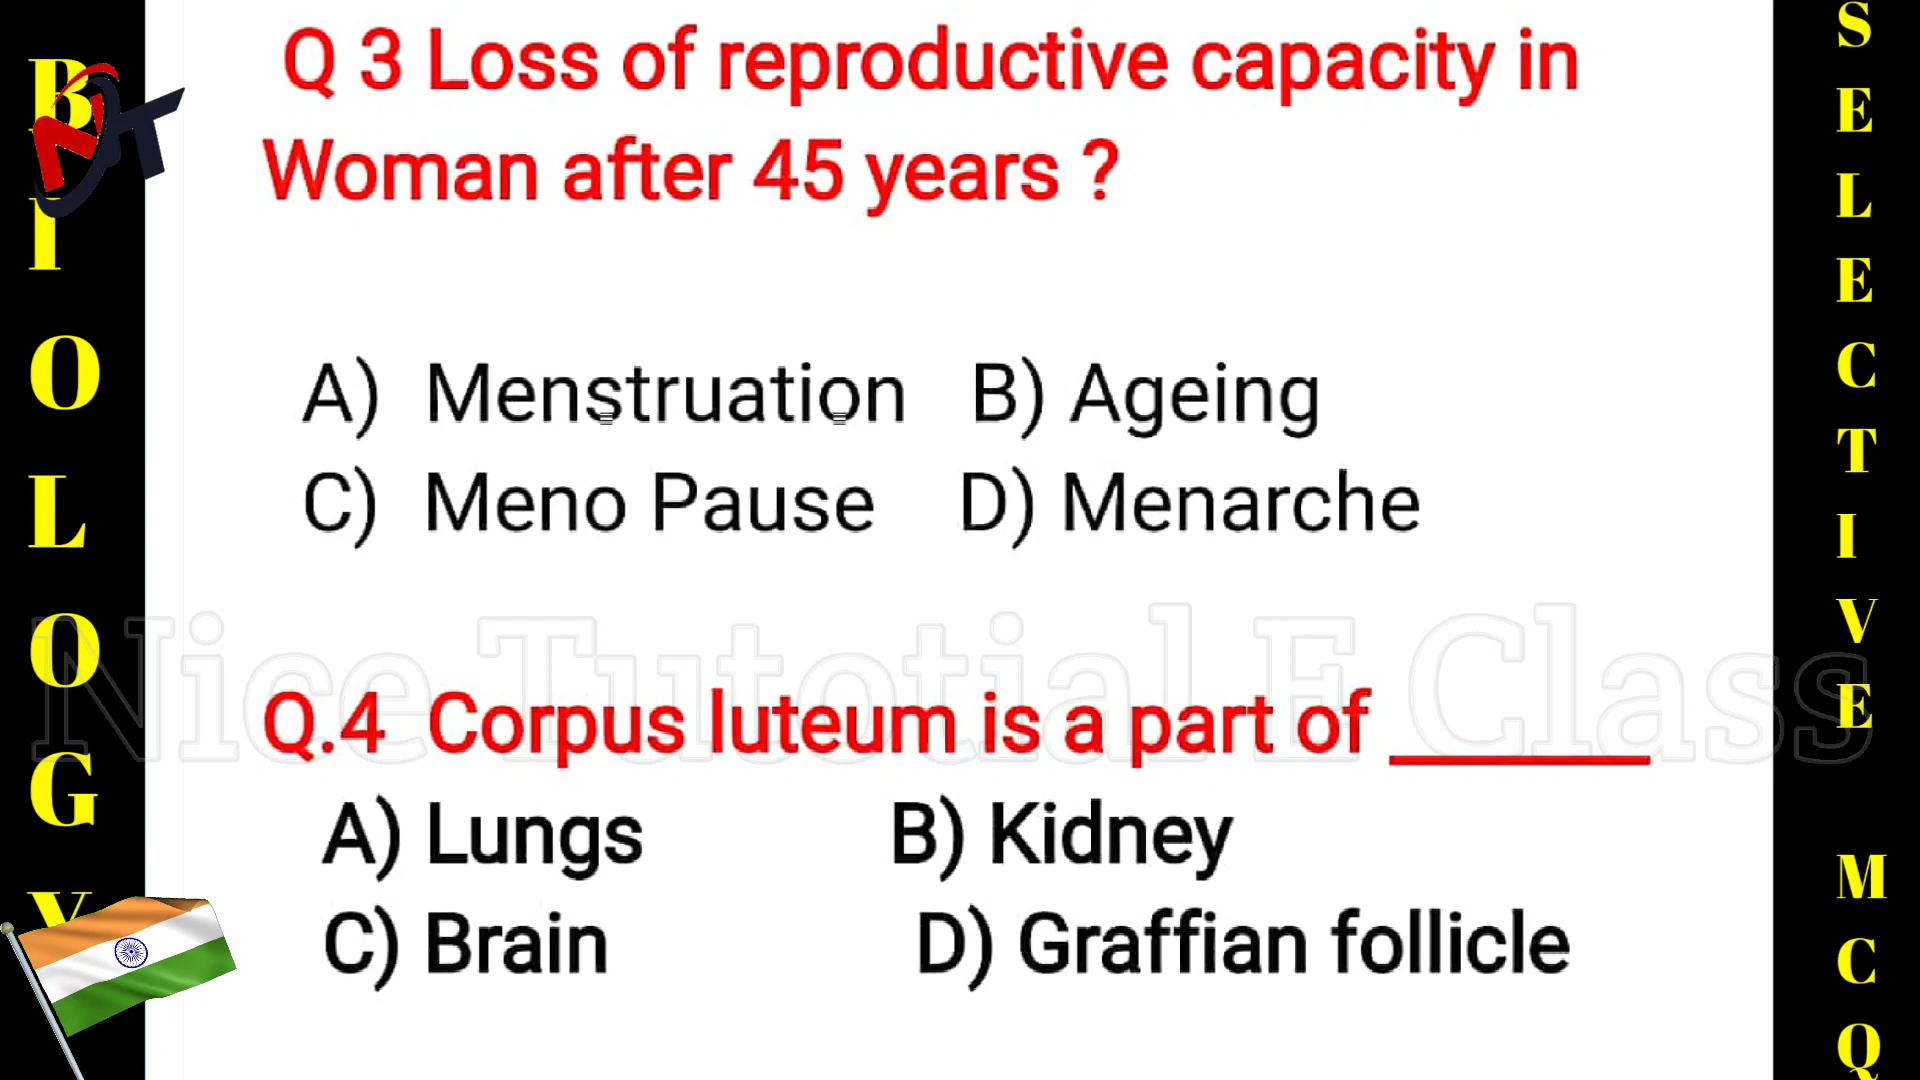 BIOLOGY
NT
Q 3 Loss of reproductive capacity in
Woman after 45 years ?
A) Menstruation B) Ageing
C) Meno Pause D) Menarche
Nice Tutotial E Class
Q.4 Corpus luteum is a part of ______
A) Lungs B) Kidney
C) Brain D) Graffian follicle
SELECTIVE MCQ